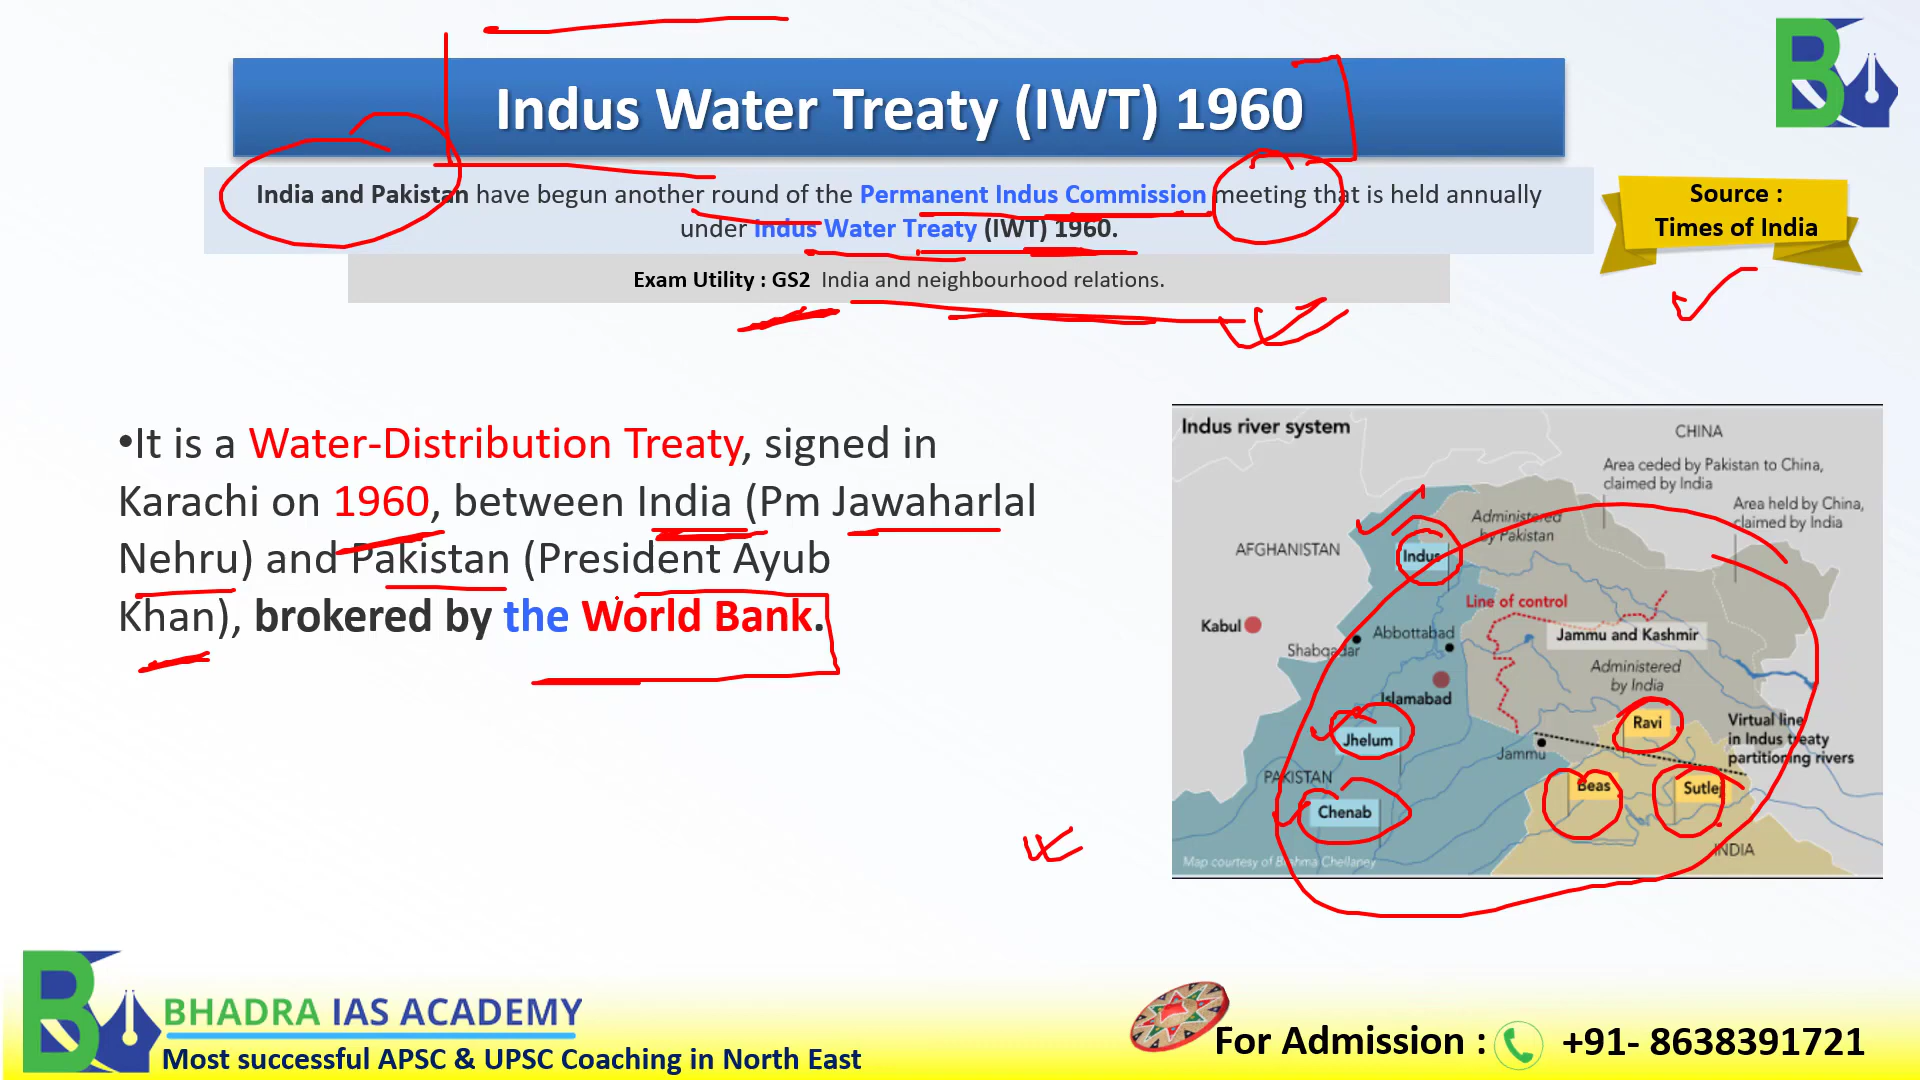 Indus Water Treaty (IWT) 1960
India and Pakistan have begun another round of the Permanent Indus Commission meeting that is held annually
under Indus Water Treaty (IWT) 1960.
Exam Utility : GS2 India and neighbourhood relations.
Source :
Times of India
•It is a Water-Distribution Treaty, signed in
Karachi on 1960, between India (Pm Jawaharlal
Nehru) and Pakistan (President Ayub
Khan), brokered by the World Bank.
Indus river system
CHINA
Area ceded by Pakistan to China,
claimed by India
Area held by China,
claimed by India
Administered
by Pakistan
AFGHANISTAN
Indus
Line of control
Kabul
Abbottabad
Jammu and Kashmir
Shabqadar
Administered
by India
Islamabad
Ravi
Virtual line
in Indus treaty
partitioning rivers
Jhelum
Jammu
PAKISTAN
Beas
Sutlej
Chenab
INDIA
Map courtesy of Brahma Chellaney
BHADRA IAS ACADEMY
Most successful APSC & UPSC Coaching in North East
For Admission : +91- 8638391721